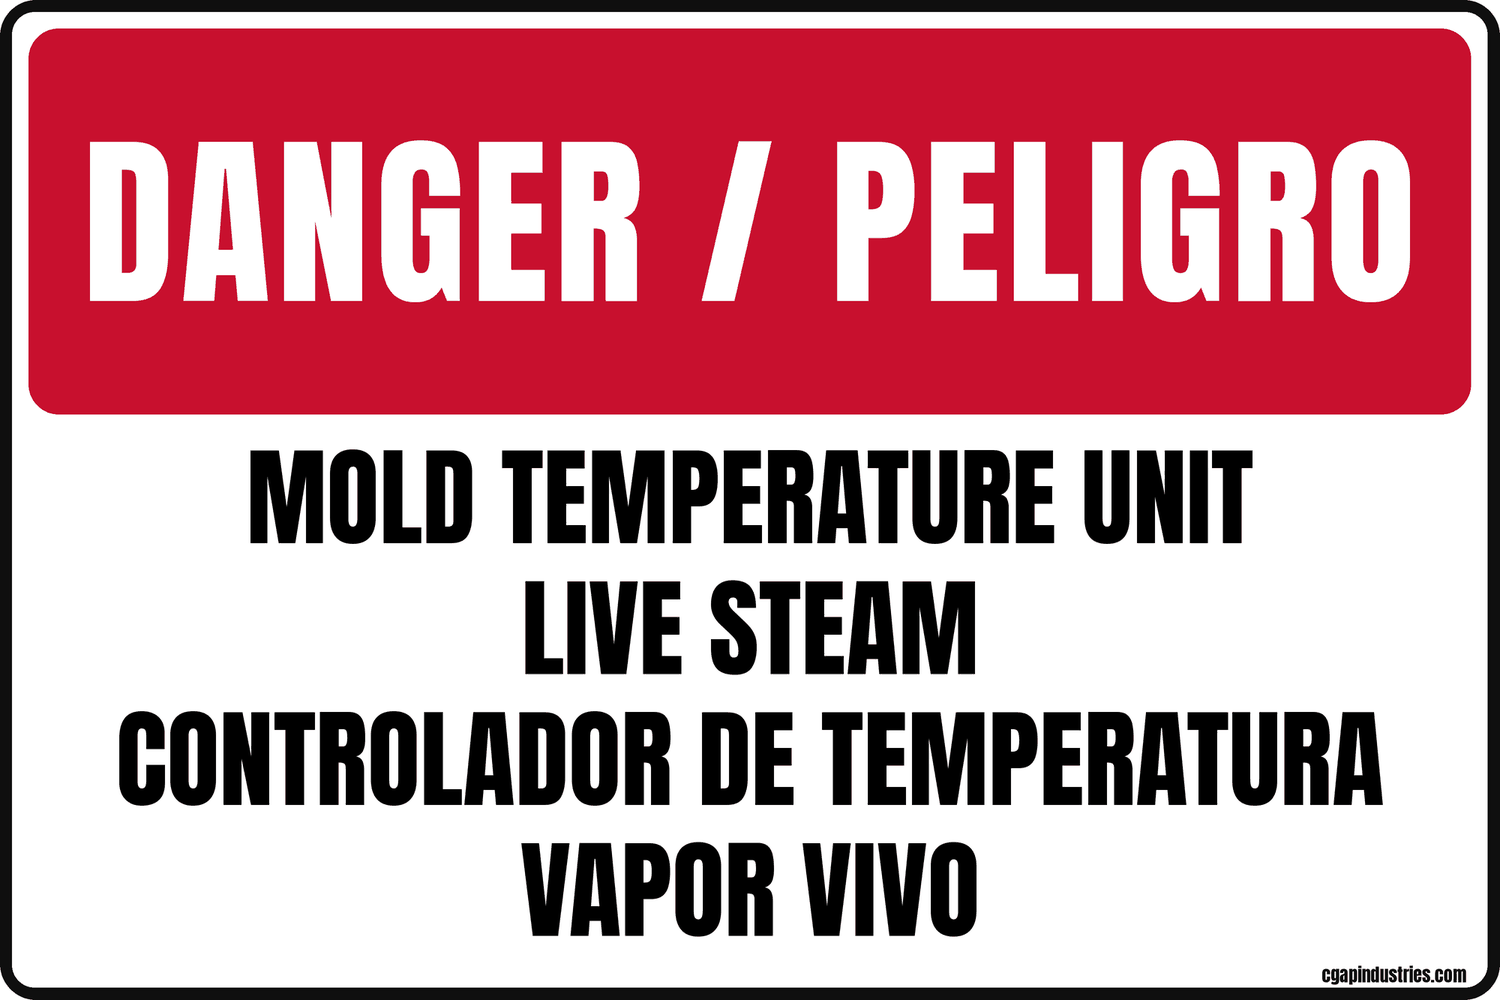 DANGER / PELIGRO
MOLD TEMPERATURE UNIT
LIVE STEAM
CONTROLADOR DE TEMPERATURA
VAPOR VIVO
cgapindustries.com